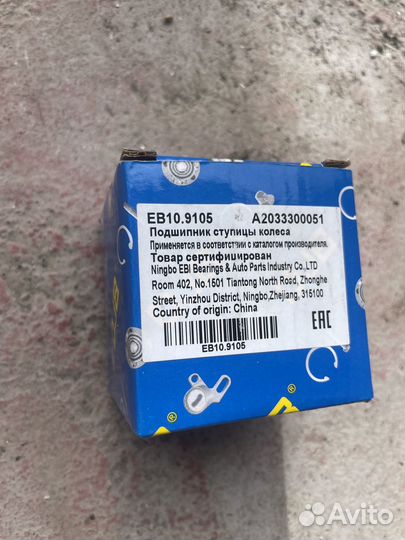 EB10.9105 A2033300051
Подшипник ступицы колеса
Применяется в соответствии с каталогом производителя.
Товар сертифицирован
Ningbo EBI Bearings & Auto Parts Industry Co.,LTD
Room 402, No.1501 Tiantong North Road, Zhonghe
Street, Yinzhou District, Ningbo,Zhejiang, 315100
Country of origin: China
EAC
EB10.9105
Avito